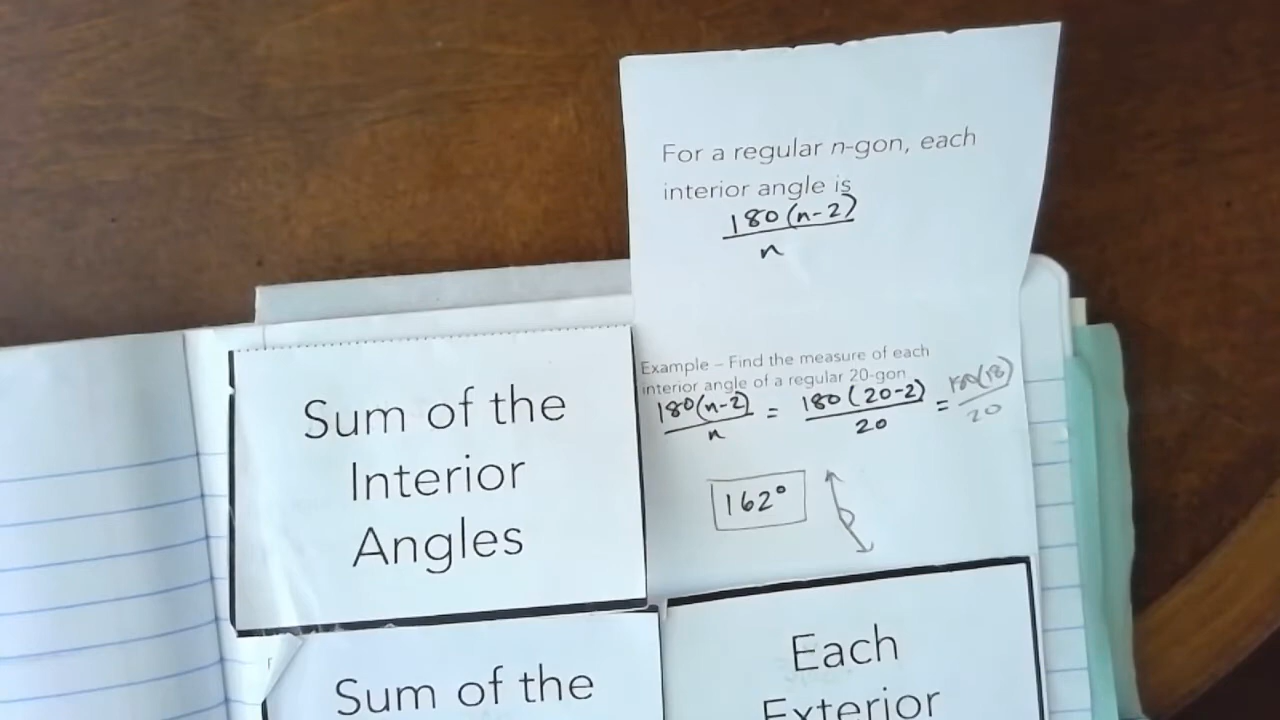 For a regular n-gon, each
interior angle is
180(n-2)
n
Sum of the
Interior
Angles
Example – Find the measure of each
interior angle of a regular 20-gon.
180(n-2) = 180(20-2) = 180(18)
n 20 20
162°
Sum of the
Each
Exterior